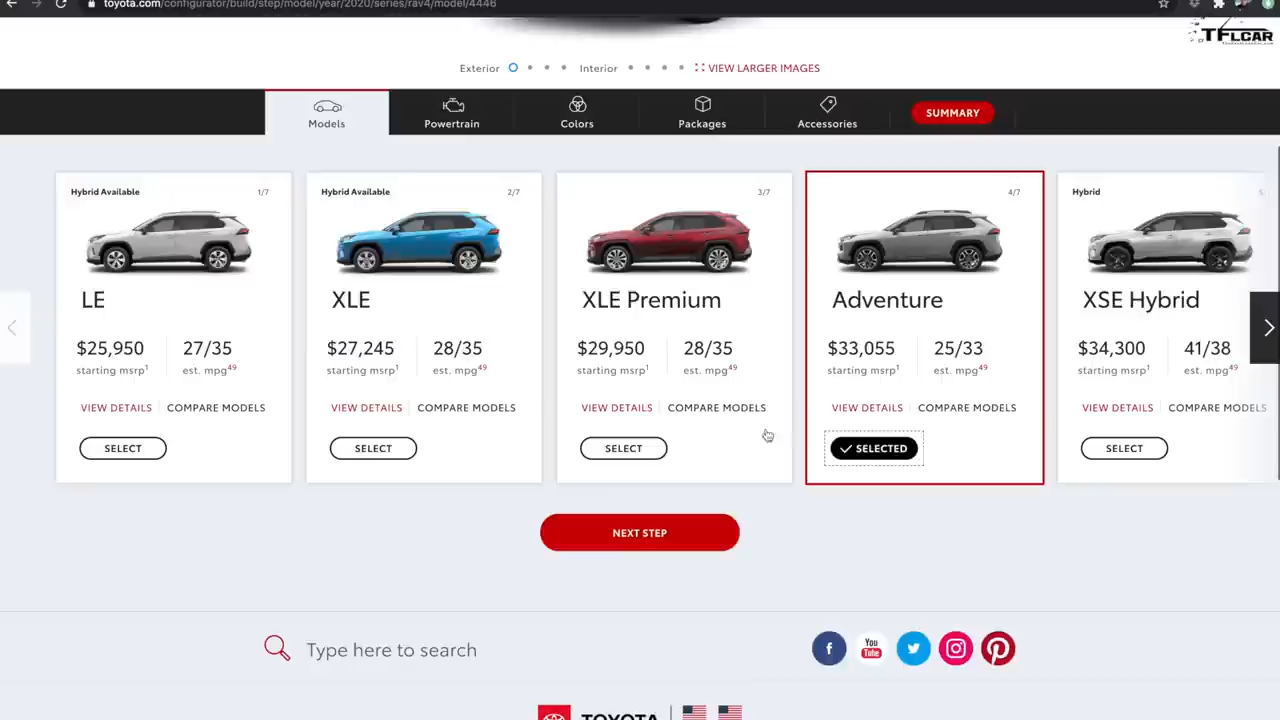 toyota.com/configurator/build/step/model/year/2020/series/rav4/model/4446
TFLCAR
Exterior Interior VIEW LARGER IMAGES
Models Powertrain Colors Packages Accessories SUMMARY
Hybrid Available 1/7
LE
$25,950 27/35
starting msrp1 est. mpg49
VIEW DETAILS COMPARE MODELS
SELECT
Hybrid Available 2/7
XLE
$27,245 28/35
starting msrp1 est. mpg49
VIEW DETAILS COMPARE MODELS
SELECT
3/7
XLE Premium
$29,950 28/35
starting msrp1 est. mpg49
VIEW DETAILS COMPARE MODELS
SELECT
4/7
Adventure
$33,055 25/33
starting msrp1 est. mpg49
VIEW DETAILS COMPARE MODELS
SELECTED
Hybrid
XSE Hybrid
$34,300 41/38
starting msrp1 est. mpg49
VIEW DETAILS COMPARE MODELS
SELECT
NEXT STEP
Type here to search
f You Tube
TOYOTA